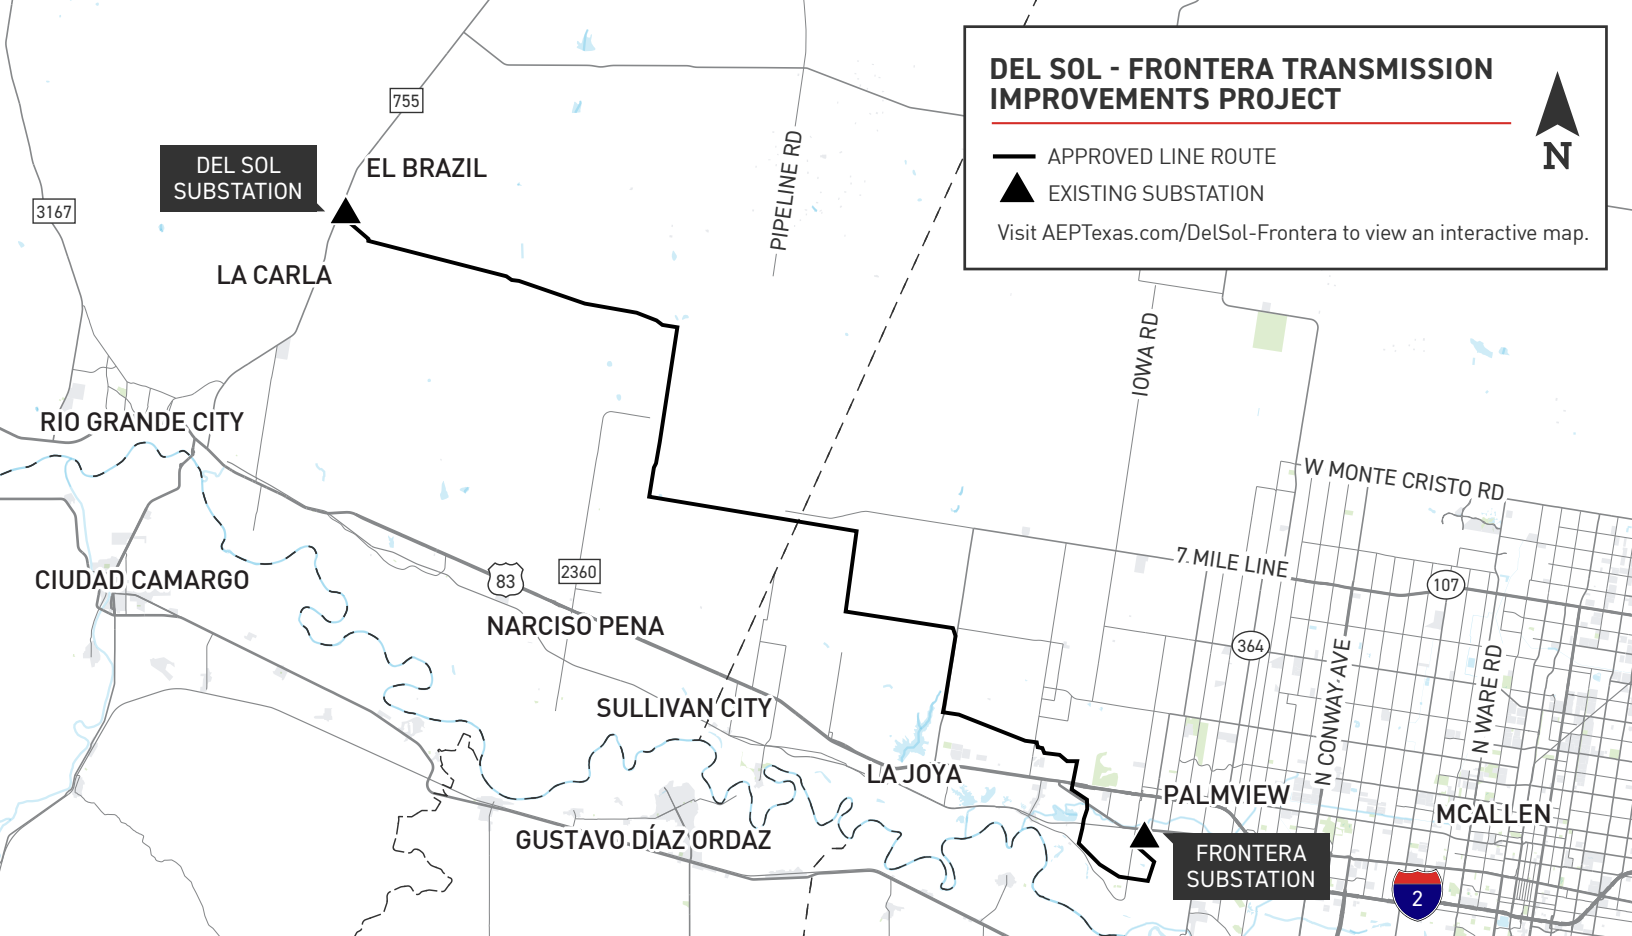 DEL SOL - FRONTERA TRANSMISSION
IMPROVEMENTS PROJECT
APPROVED LINE ROUTE
EXISTING SUBSTATION
Visit AEPTexas.com/DelSol-Frontera to view an interactive map.
N
755
DEL SOL
SUBSTATION
EL BRAZIL
PIPELINE RD
3167
LA CARLA
IOWA RD
RIO GRANDE CITY
W MONTE CRISTO RD
7 MILE LINE
CIUDAD CAMARGO
83
2360
107
NARCISO PENA
364
N CONWAY AVE
N WARE RD
SULLIVAN CITY
LA JOYA
PALMVIEW
MCALLEN
GUSTAVO DÍAZ ORDAZ
FRONTERA
SUBSTATION
2